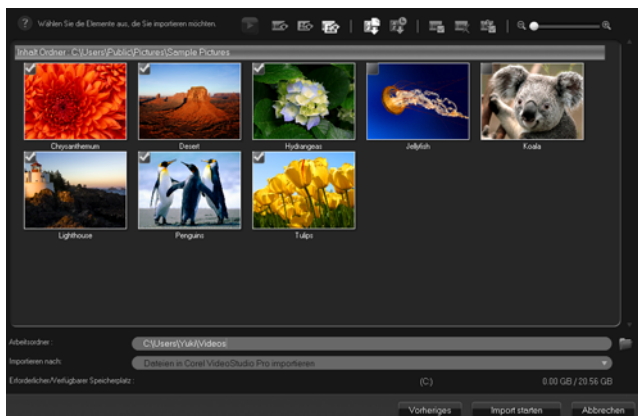 Wählen Sie die Elemente aus, die Sie importieren möchten.
Inhalt Ordner : C:\Users\Public\Pictures\Sample Pictures
Chrysanthemum
Desert
Hydrangeas
Jellyfish
Koala
Lighthouse
Penguins
Tulips
Arbeitsordner :
C:\Users\Yuki\Videos
Importieren nach:
Dateien in Corel VideoStudio Pro importieren
Erforderlicher/Verfügbarer Speicherplatz :
(C:)
0.00 GB / 20.56 GB
Vorheriges
Import starten
Abbrechen